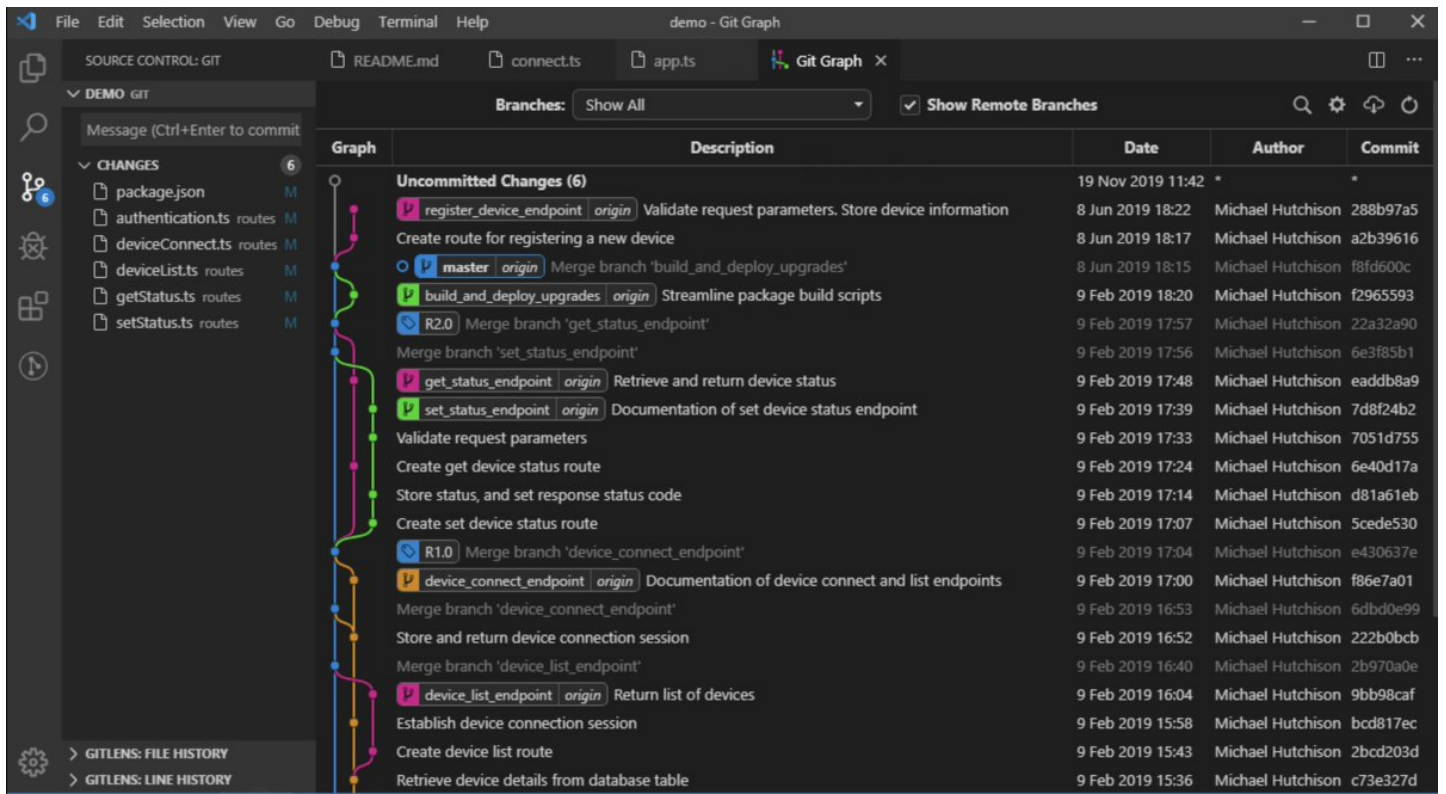 File Edit Selection View Go Debug Terminal Help demo - Git Graph
SOURCE CONTROL: GIT
DEMO GIT
Message (Ctrl+Enter to commit
CHANGES 6
package.json M
authentication.ts routes M
deviceConnect.ts routes M
deviceList.ts routes M
getStatus.ts routes M
setStatus.ts routes M
6
GITLENS: FILE HISTORY
GITLENS: LINE HISTORY
README.md connect.ts app.ts Git Graph
Branches: Show All Show Remote Branches
Graph Description Date Author Commit
Uncommitted Changes (6) 19 Nov 2019 11:42 * *
register_device_endpoint origin Validate request parameters. Store device information 8 Jun 2019 18:22 Michael Hutchison 288b97a5
Create route for registering a new device 8 Jun 2019 18:17 Michael Hutchison a2b39616
master origin Merge branch 'build_and_deploy_upgrades' 8 Jun 2019 18:15 Michael Hutchison f8fd600c
build_and_deploy_upgrades origin Streamline package build scripts 9 Feb 2019 18:20 Michael Hutchison f2965593
R2.0 Merge branch 'get_status_endpoint' 9 Feb 2019 17:57 Michael Hutchison 22a32a90
Merge branch 'set_status_endpoint' 9 Feb 2019 17:56 Michael Hutchison 6e3f85b1
get_status_endpoint origin Retrieve and return device status 9 Feb 2019 17:48 Michael Hutchison eaddb8a9
set_status_endpoint origin Documentation of set device status endpoint 9 Feb 2019 17:39 Michael Hutchison 7d8f24b2
Validate request parameters 9 Feb 2019 17:33 Michael Hutchison 7051d755
Create get device status route 9 Feb 2019 17:24 Michael Hutchison 6e40d17a
Store status, and set response status code 9 Feb 2019 17:14 Michael Hutchison d81a61eb
Create set device status route 9 Feb 2019 17:07 Michael Hutchison 5cede530
R1.0 Merge branch 'device_connect_endpoint' 9 Feb 2019 17:04 Michael Hutchison e430637e
device_connect_endpoint origin Documentation of device connect and list endpoints 9 Feb 2019 17:00 Michael Hutchison f86e7a01
Merge branch 'device_connect_endpoint' 9 Feb 2019 16:53 Michael Hutchison 6dbd0e99
Store and return device connection session 9 Feb 2019 16:52 Michael Hutchison 222b0bcb
Merge branch 'device_list_endpoint' 9 Feb 2019 16:40 Michael Hutchison 2b970a0e
device_list_endpoint origin Return list of devices 9 Feb 2019 16:04 Michael Hutchison 9bb98caf
Establish device connection session 9 Feb 2019 15:58 Michael Hutchison bcd817ec
Create device list route 9 Feb 2019 15:43 Michael Hutchison 2bcd203d
Retrieve device details from database table 9 Feb 2019 15:36 Michael Hutchison c73e327d